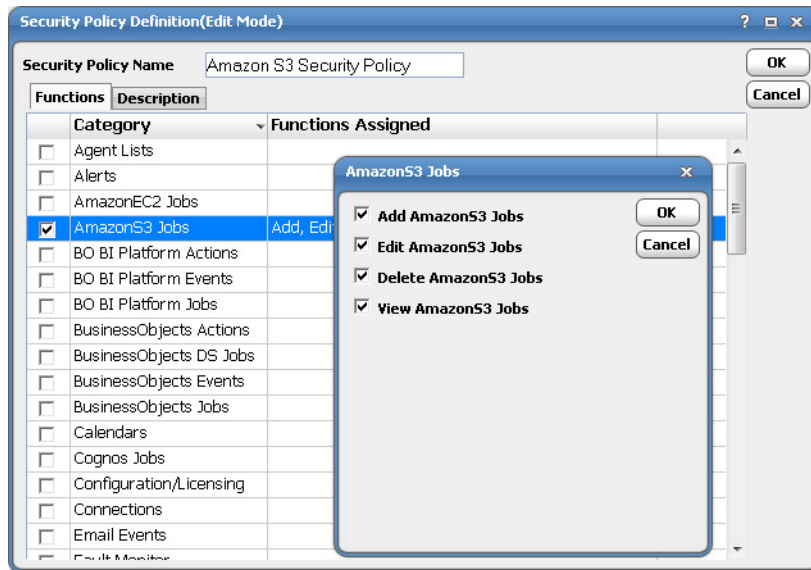 Security Policy Definition(Edit Mode)
?
Security Policy Name Amazon S3 Security Policy OK
Functions Description Cancel
Category Functions Assigned
Agent Lists
Alerts
AmazonEC2 Jobs
AmazonS3 Jobs Add, Edi
BO BI Platform Actions
BO BI Platform Events
BO BI Platform Jobs
BusinessObjects Actions
BusinessObjects DS Jobs
BusinessObjects Events
BusinessObjects Jobs
Calendars
Cognos Jobs
Configuration/Licensing
Connections
Email Events
Fault Monitor
AmazonS3 Jobs
Add AmazonS3 Jobs OK
Edit AmazonS3 Jobs Cancel
Delete AmazonS3 Jobs
View AmazonS3 Jobs